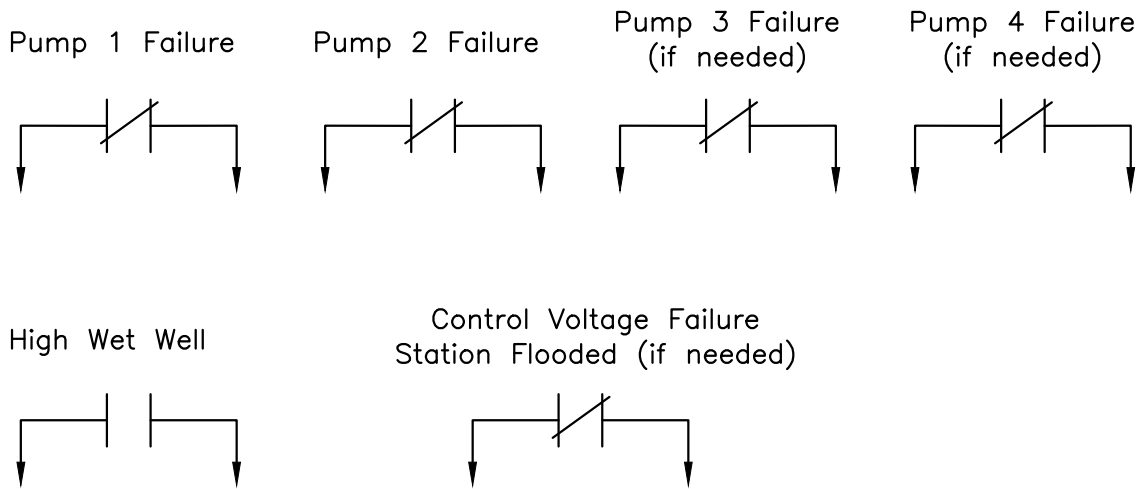 Pump 1 Failure
Pump 2 Failure
Pump 3 Failure
(if needed)
Pump 4 Failure
(if needed)
High Wet Well
Control Voltage Failure
Station Flooded (if needed)